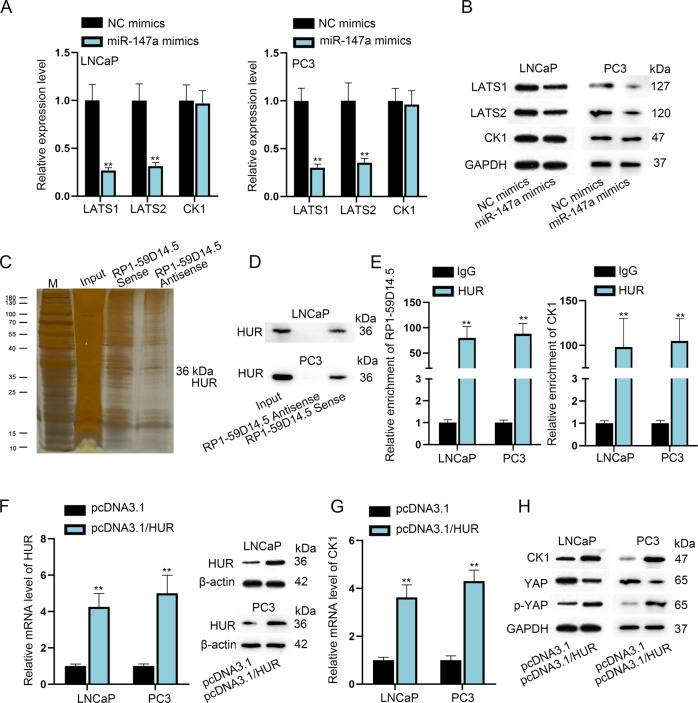 A
NC mimics
miR-147a mimics
LNCaP
Relative expression level
1.5
1.0
0.5
0.0
**
**
LATS1 LATS2 CK1
NC mimics
miR-147a mimics
PC3
Relative expression level
1.5
1.0
0.5
0.0
**
**
LATS1 LATS2 CK1
B
LNCaP PC3 kDa
LATS1 127
LATS2 120
CK1 47
GAPDH 37
NC mimics
miR-147a mimics
NC mimics
miR-147a mimics
C
M
Input
RP1-59D14.5
Sense
RP1-59D14.5
Antisense
180
130
100
70
55
40
35
25
15
10
36 kDa
HUR
D
LNCaP
kDa
HUR 36
PC3
kDa
HUR 36
Input
RP1-59D14.5 Antisense
RP1-59D14.5 Sense
E
IgG
HUR
Relative enrichment of RP1-59D14.5
150
100
50
2
1
0
**
**
LNCaP PC3
IgG
HUR
Relative enrichment of CK1
150
100
50
2
1
0
**
**
LNCaP PC3
F
pcDNA3.1
pcDNA3.1/HUR
Relative mRNA level of HUR
8
6
4
2
0
**
**
LNCaP PC3
LNCaP kDa
HUR 36
β-actin 42
PC3 kDa
HUR 36
β-actin 42
pcDNA3.1
pcDNA3.1/HUR
G
pcDNA3.1
pcDNA3.1/HUR
Relative mRNA level of CK1
6
4
2
0
**
**
LNCaP PC3
H
LNCaP PC3 kDa
CK1 47
YAP 65
p-YAP 65
GAPDH 37
pcDNA3.1
pcDNA3.1/HUR
pcDNA3.1
pcDNA3.1/HUR